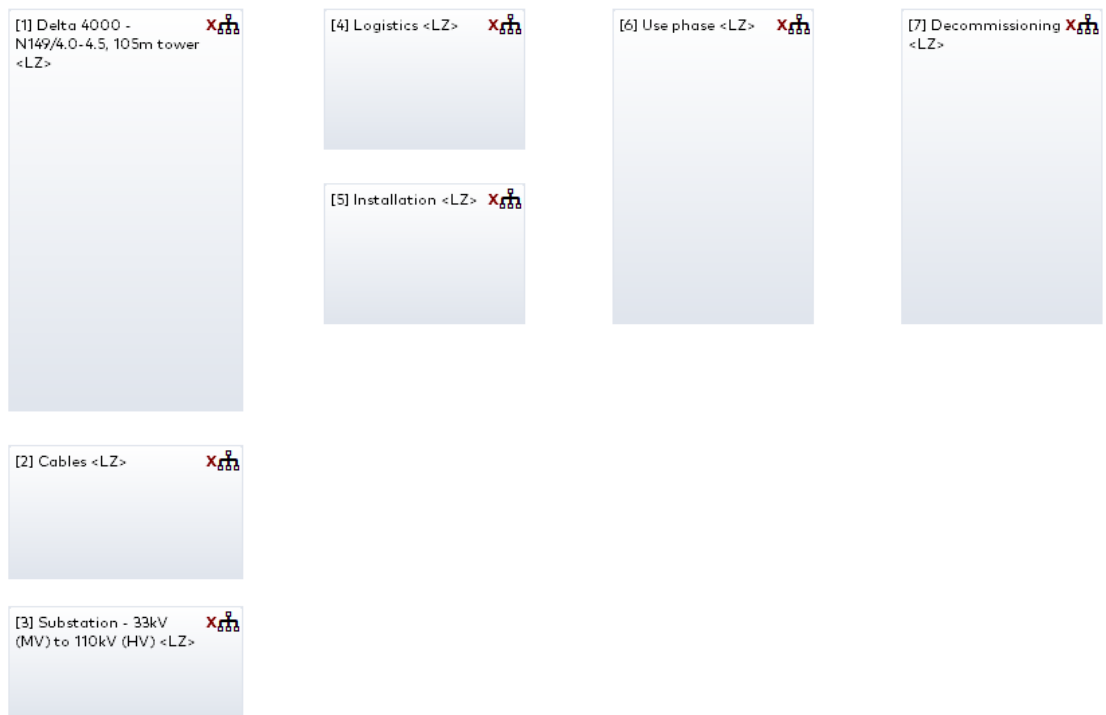 [1] Delta 4000 -
N149/4.0-4.5, 105m tower
<LZ>
X
[4] Logistics <LZ>
X
[6] Use phase <LZ>
X
[7] Decommissioning
<LZ>
X
[5] Installation <LZ>
X
[2] Cables <LZ>
X
[3] Substation - 33kV
(MV) to 110kV (HV) <LZ>
X